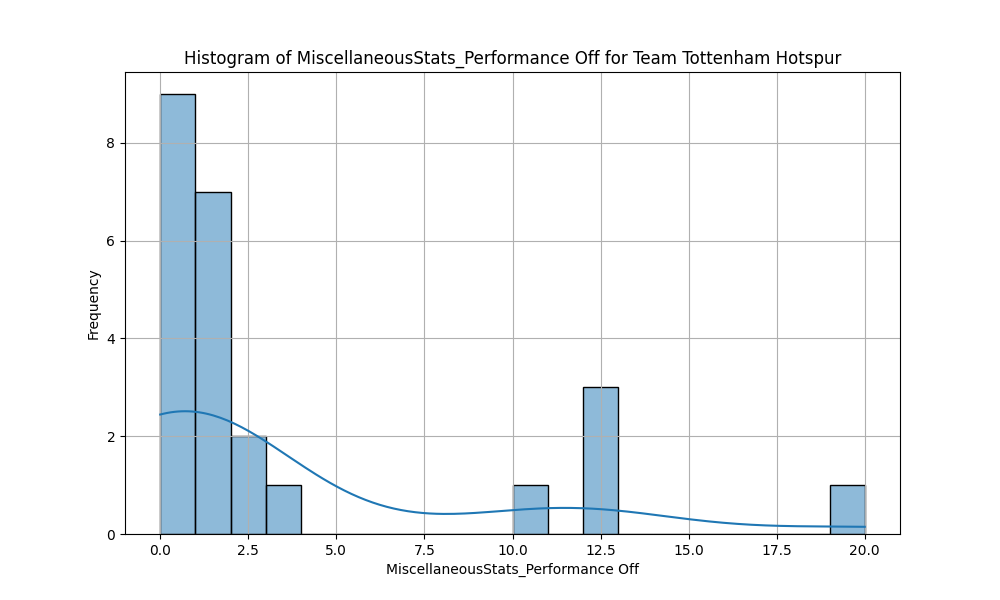 Histogram of MiscellaneousStats_Performance Off for Team Tottenham Hotspur
Frequency
8
6
4
2
0
0.0 2.5 5.0 7.5 10.0 12.5 15.0 17.5 20.0
MiscellaneousStats_Performance Off